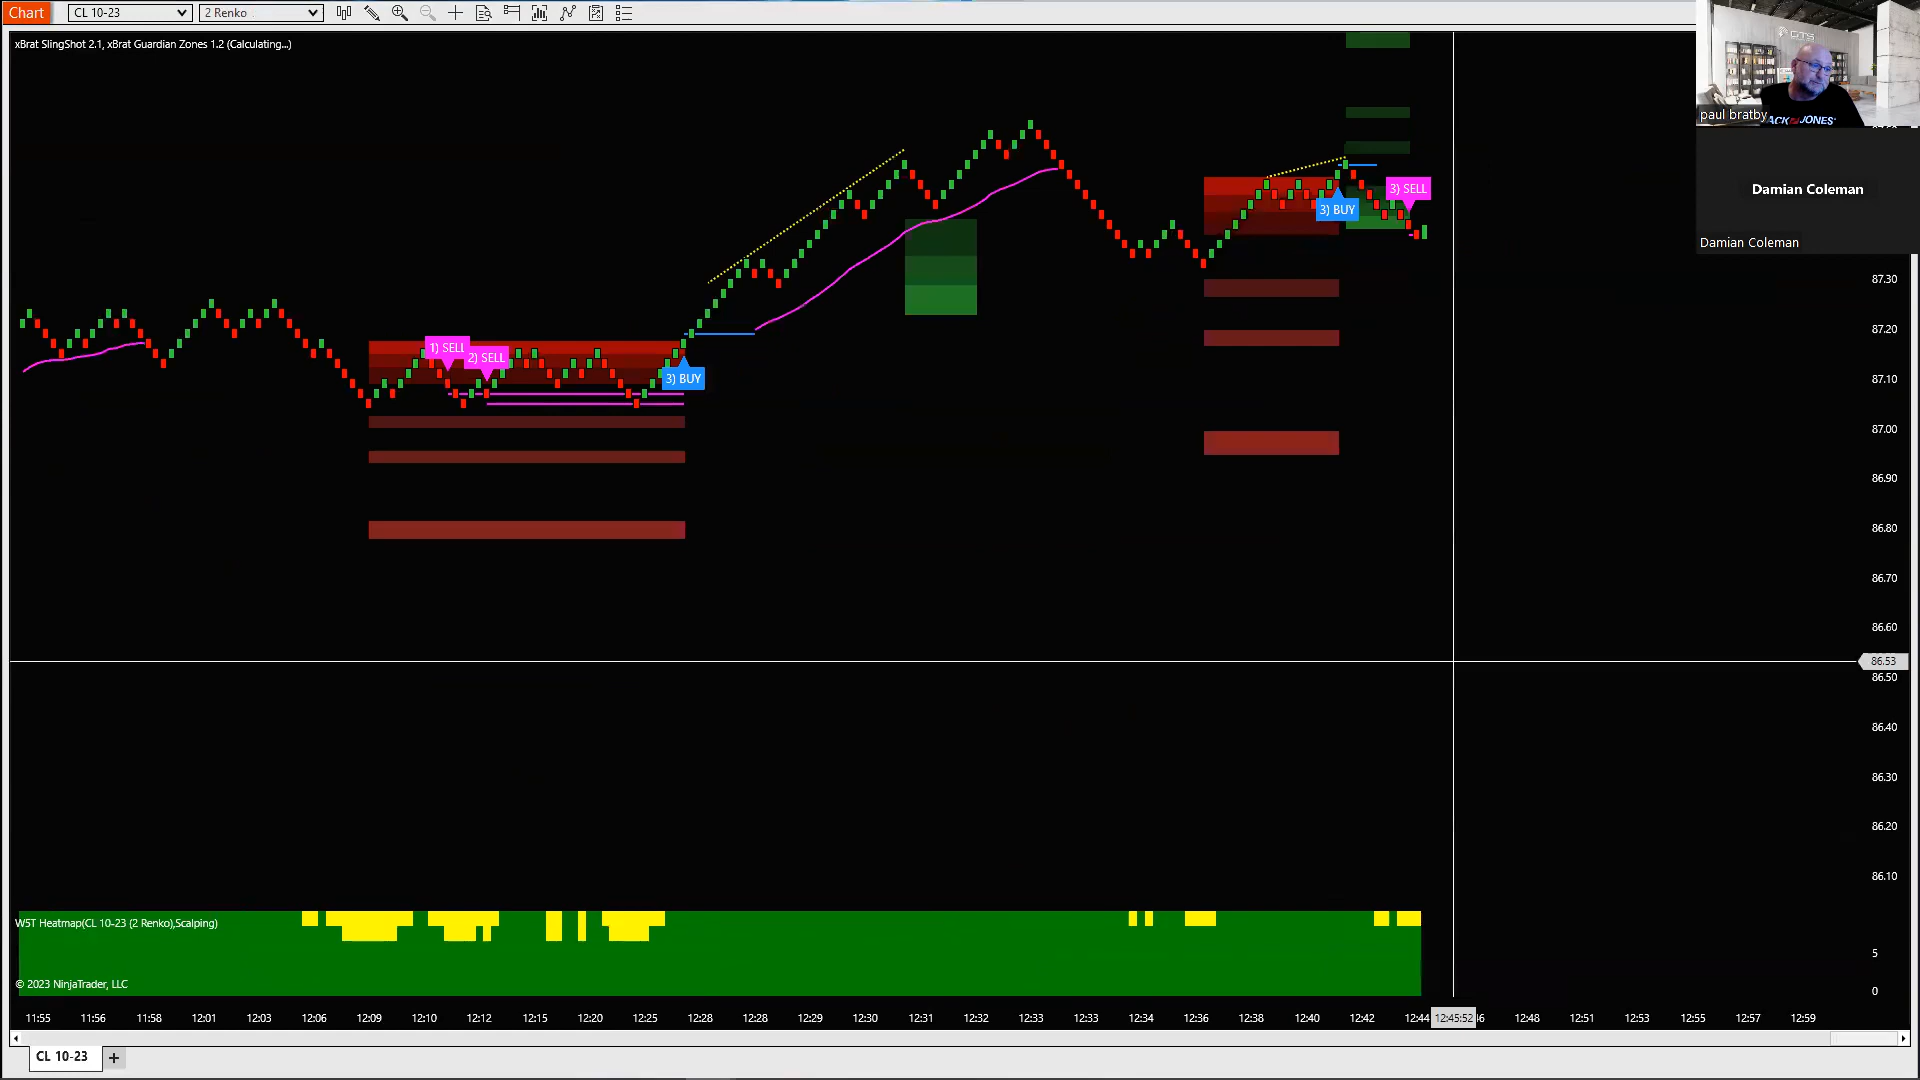 Chart CL 10-23 2 Renko
xBrat SlingShot 2.1, xBrat Guardian Zones 1.2 (Calculating...)
GTS
paul bratby
ACK JONES
Damian Coleman
Damian Coleman
3) SELL
3) BUY
1) SELL
2) SELL
3) BUY
87.30
87.20
87.10
87.00
86.90
86.80
86.70
86.60
86.53
86.50
86.40
86.30
86.20
86.10
W5T Heatmap(CL 10-23 (2 Renko),Scalping)
5
© 2023 NinjaTrader, LLC
0
11:55 11:56 11:58 12:01 12:03 12:06 12:09 12:10 12:12 12:15 12:20 12:25 12:28 12:28 12:29 12:30 12:31 12:32 12:33 12:33 12:34 12:36 12:38 12:40 12:42 12:44 12:45:52 46 12:48 12:51 12:53 12:55 12:57 12:59
CL 10-23 +